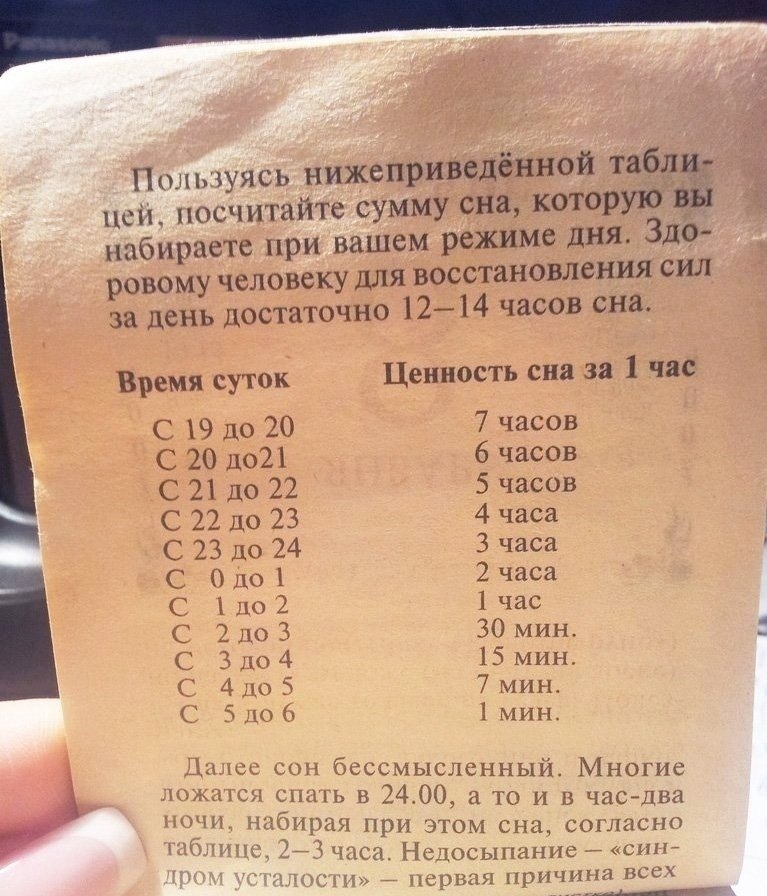 Panasonic
Пользуясь нижеприведённой табли-
цей, посчитайте сумму сна, которую вы
набираете при вашем режиме дня. Здо-
ровому человеку для восстановления сил
за день достаточно 12–14 часов сна.
Время суток Ценность сна за 1 час
С 19 до 20 7 часов
С 20 до21 6 часов
С 21 до 22 5 часов
С 22 до 23 4 часа
С 23 до 24 3 часа
С 0 до 1 2 часа
С 1 до 2 1 час
С 2 до 3 30 мин.
С 3 до 4 15 мин.
С 4 до 5 7 мин.
С 5 до 6 1 мин.
Далее сон бессмысленный. Многие
ложатся спать в 24.00, а то и в час-два
ночи, набирая при этом сна, согласно
таблице, 2–3 часа. Недосыпание – «син-
дром усталости» – первая причина всех